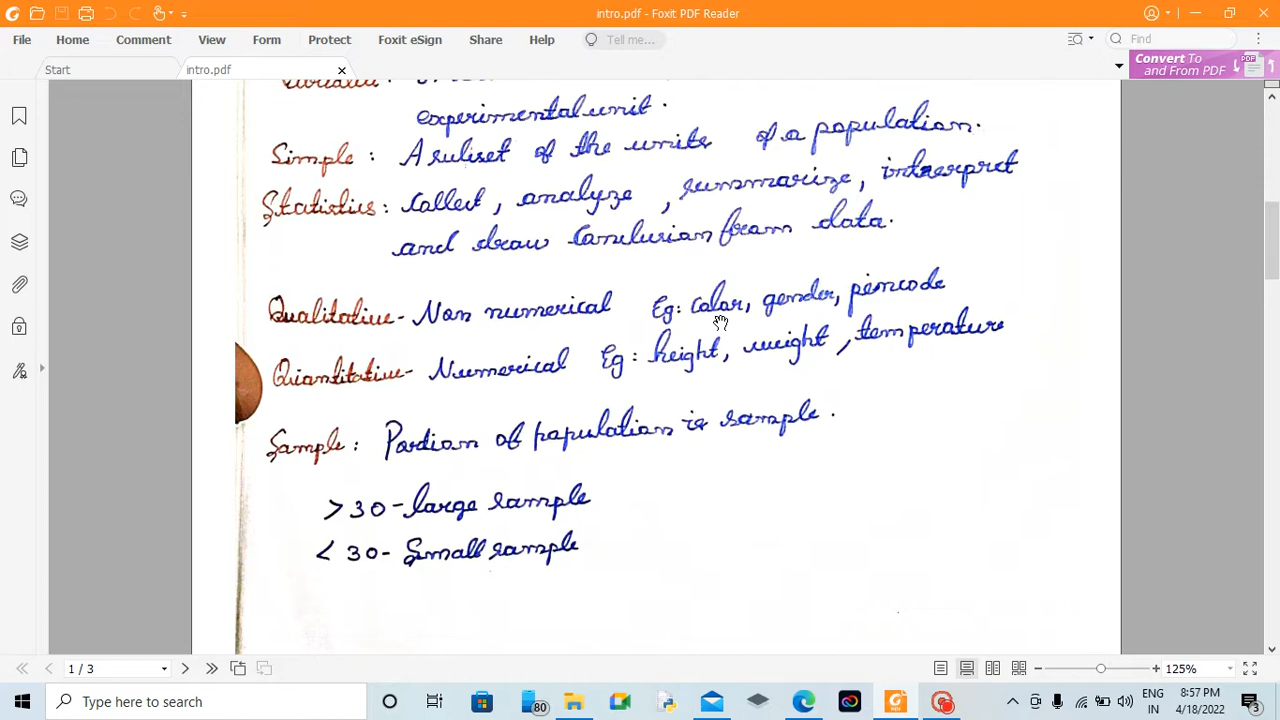 intro.pdf - Foxit PDF Reader
File Home Comment View Form Protect Foxit eSign Share Help Tell me... Find
Start intro.pdf Convert To
and From PDF
experimental unit.
Simple : A subset of the units of a population.
Statistics : collect, analyze, summarize, interpret
and draw conclusion from data.
Qualitative - Non numerical Eg: color, gender, pincode
Quantitative - Numerical Eg: height, weight, temperature
Sample : Portion of population is sample.
> 30 - large sample
< 30 - Small sample
1 / 3 125%
Type here to search 80 ENG 8:57 PM
IN 4/18/2022 3